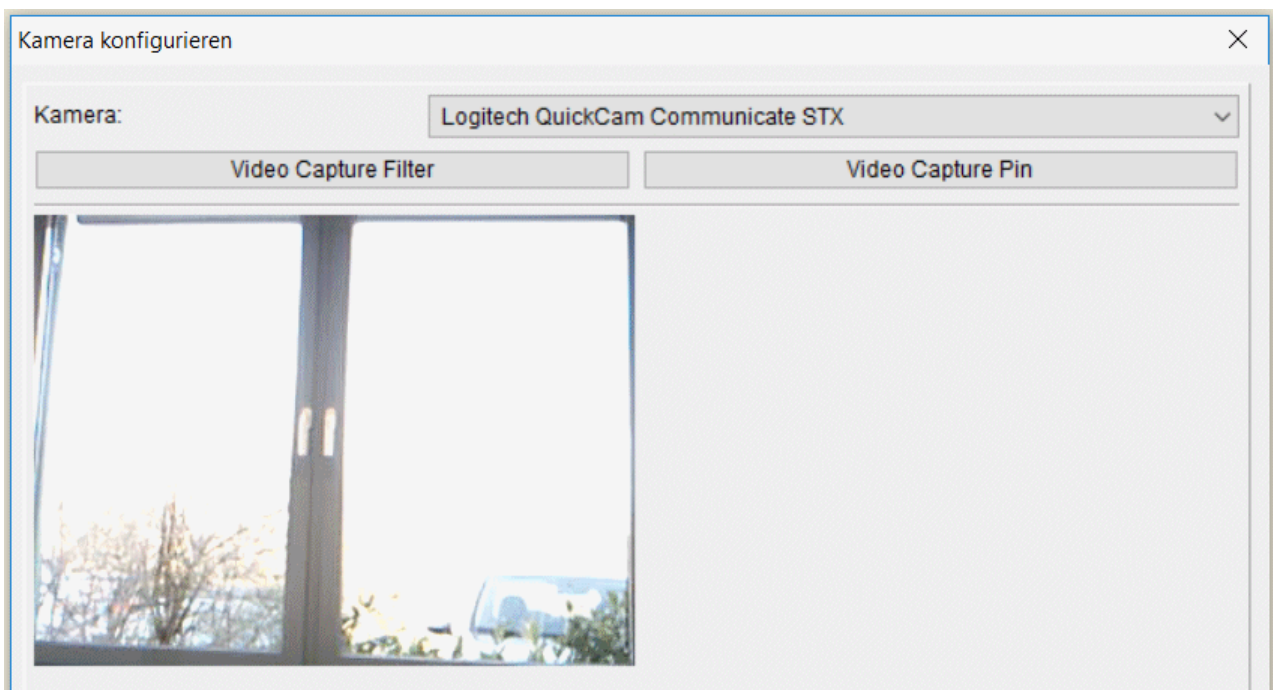 Kamera konfigurieren
Kamera: Logitech QuickCam Communicate STX
Video Capture Filter Video Capture Pin